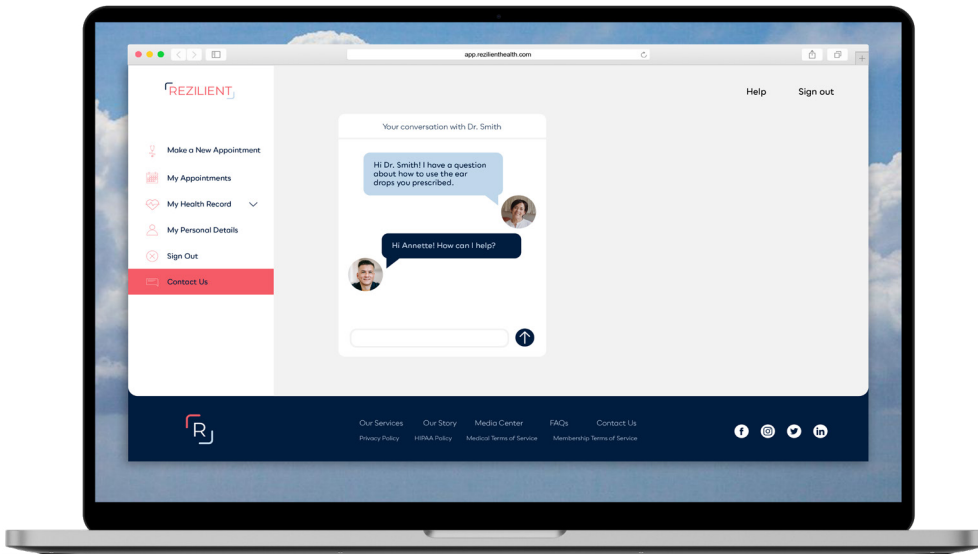 app.rezilienthealth.com
REZILIENT
Help Sign out
Make a New Appointment
My Appointments
My Health Record
My Personal Details
Sign Out
Contact Us
Your conversation with Dr. Smith
Hi Dr. Smith! I have a question
about how to use the ear
drops you prescribed.
Hi Annette! How can I help?
R
Our Services Our Story Media Center FAQs Contact Us
Privacy Policy HIPAA Policy Medical Terms of Service Membership Terms of Service